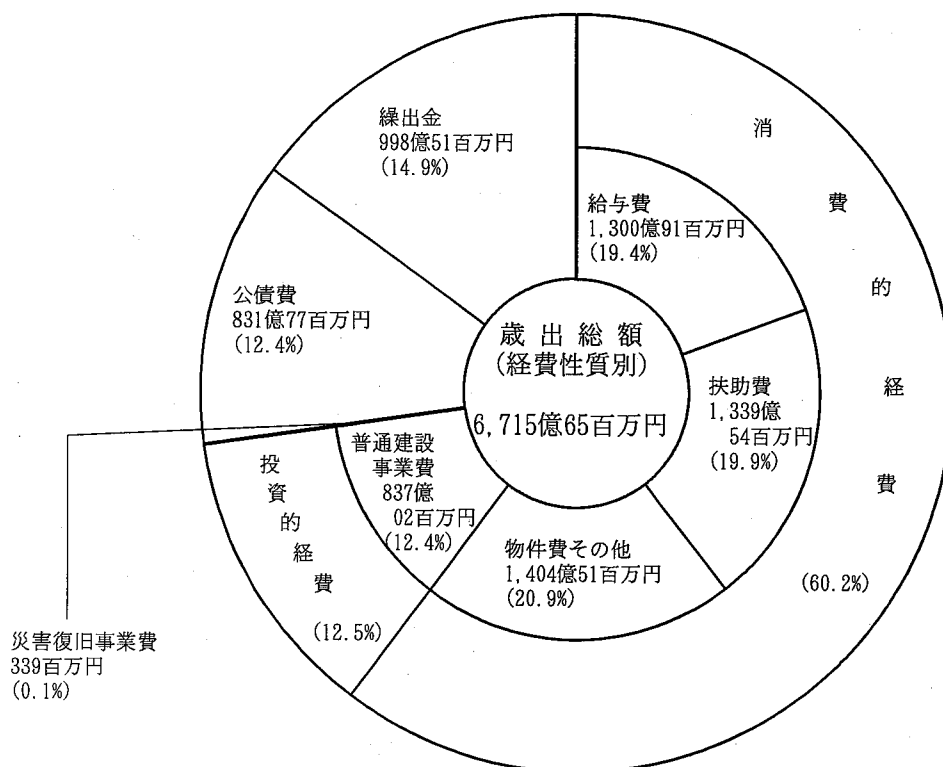 歳出総額
(経費性質別)
6,715億65百万円
消費的経費
(60.2%)
給与費
1,300億91百万円
(19.4%)
扶助費
1,339億
54百万円
(19.9%)
物件費その他
1,404億51百万円
(20.9%)
投資的経費
(12.5%)
普通建設
事業費
837億
02百万円
(12.4%)
災害復旧事業費
339百万円
(0.1%)
公債費
831億77百万円
(12.4%)
繰出金
998億51百万円
(14.9%)